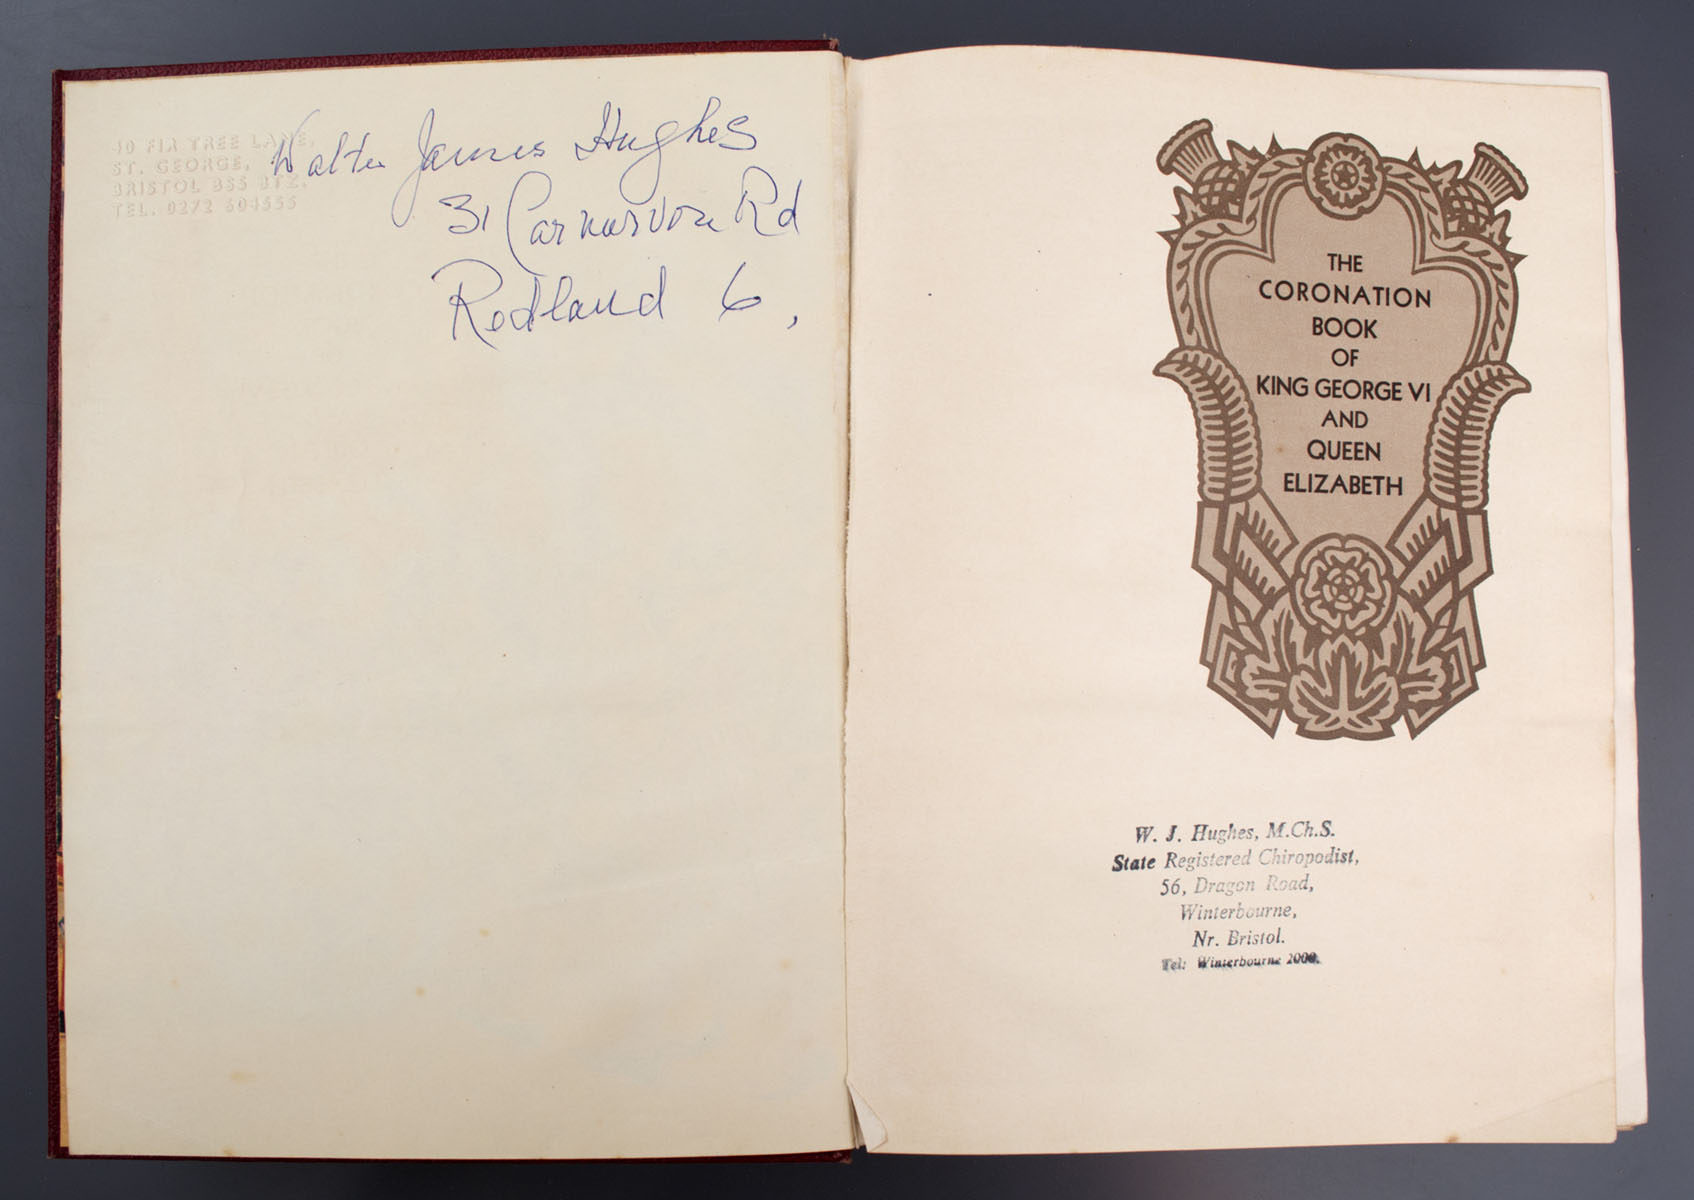 40 FIR TREE LANE,
ST. GEORGE,
BRISTOL BS5 8TZ.
TEL. 0272 604555
Walter James Hughes
31 Carnarvon Rd
Redland 6,
THE
CORONATION
BOOK
OF
KING GEORGE VI
AND
QUEEN
ELIZABETH
W. J. Hughes, M.Ch.S.
State Registered Chiropodist,
56, Dragon Road,
Winterbourne,
Nr. Bristol.
Tel: Winterbourne 2000.